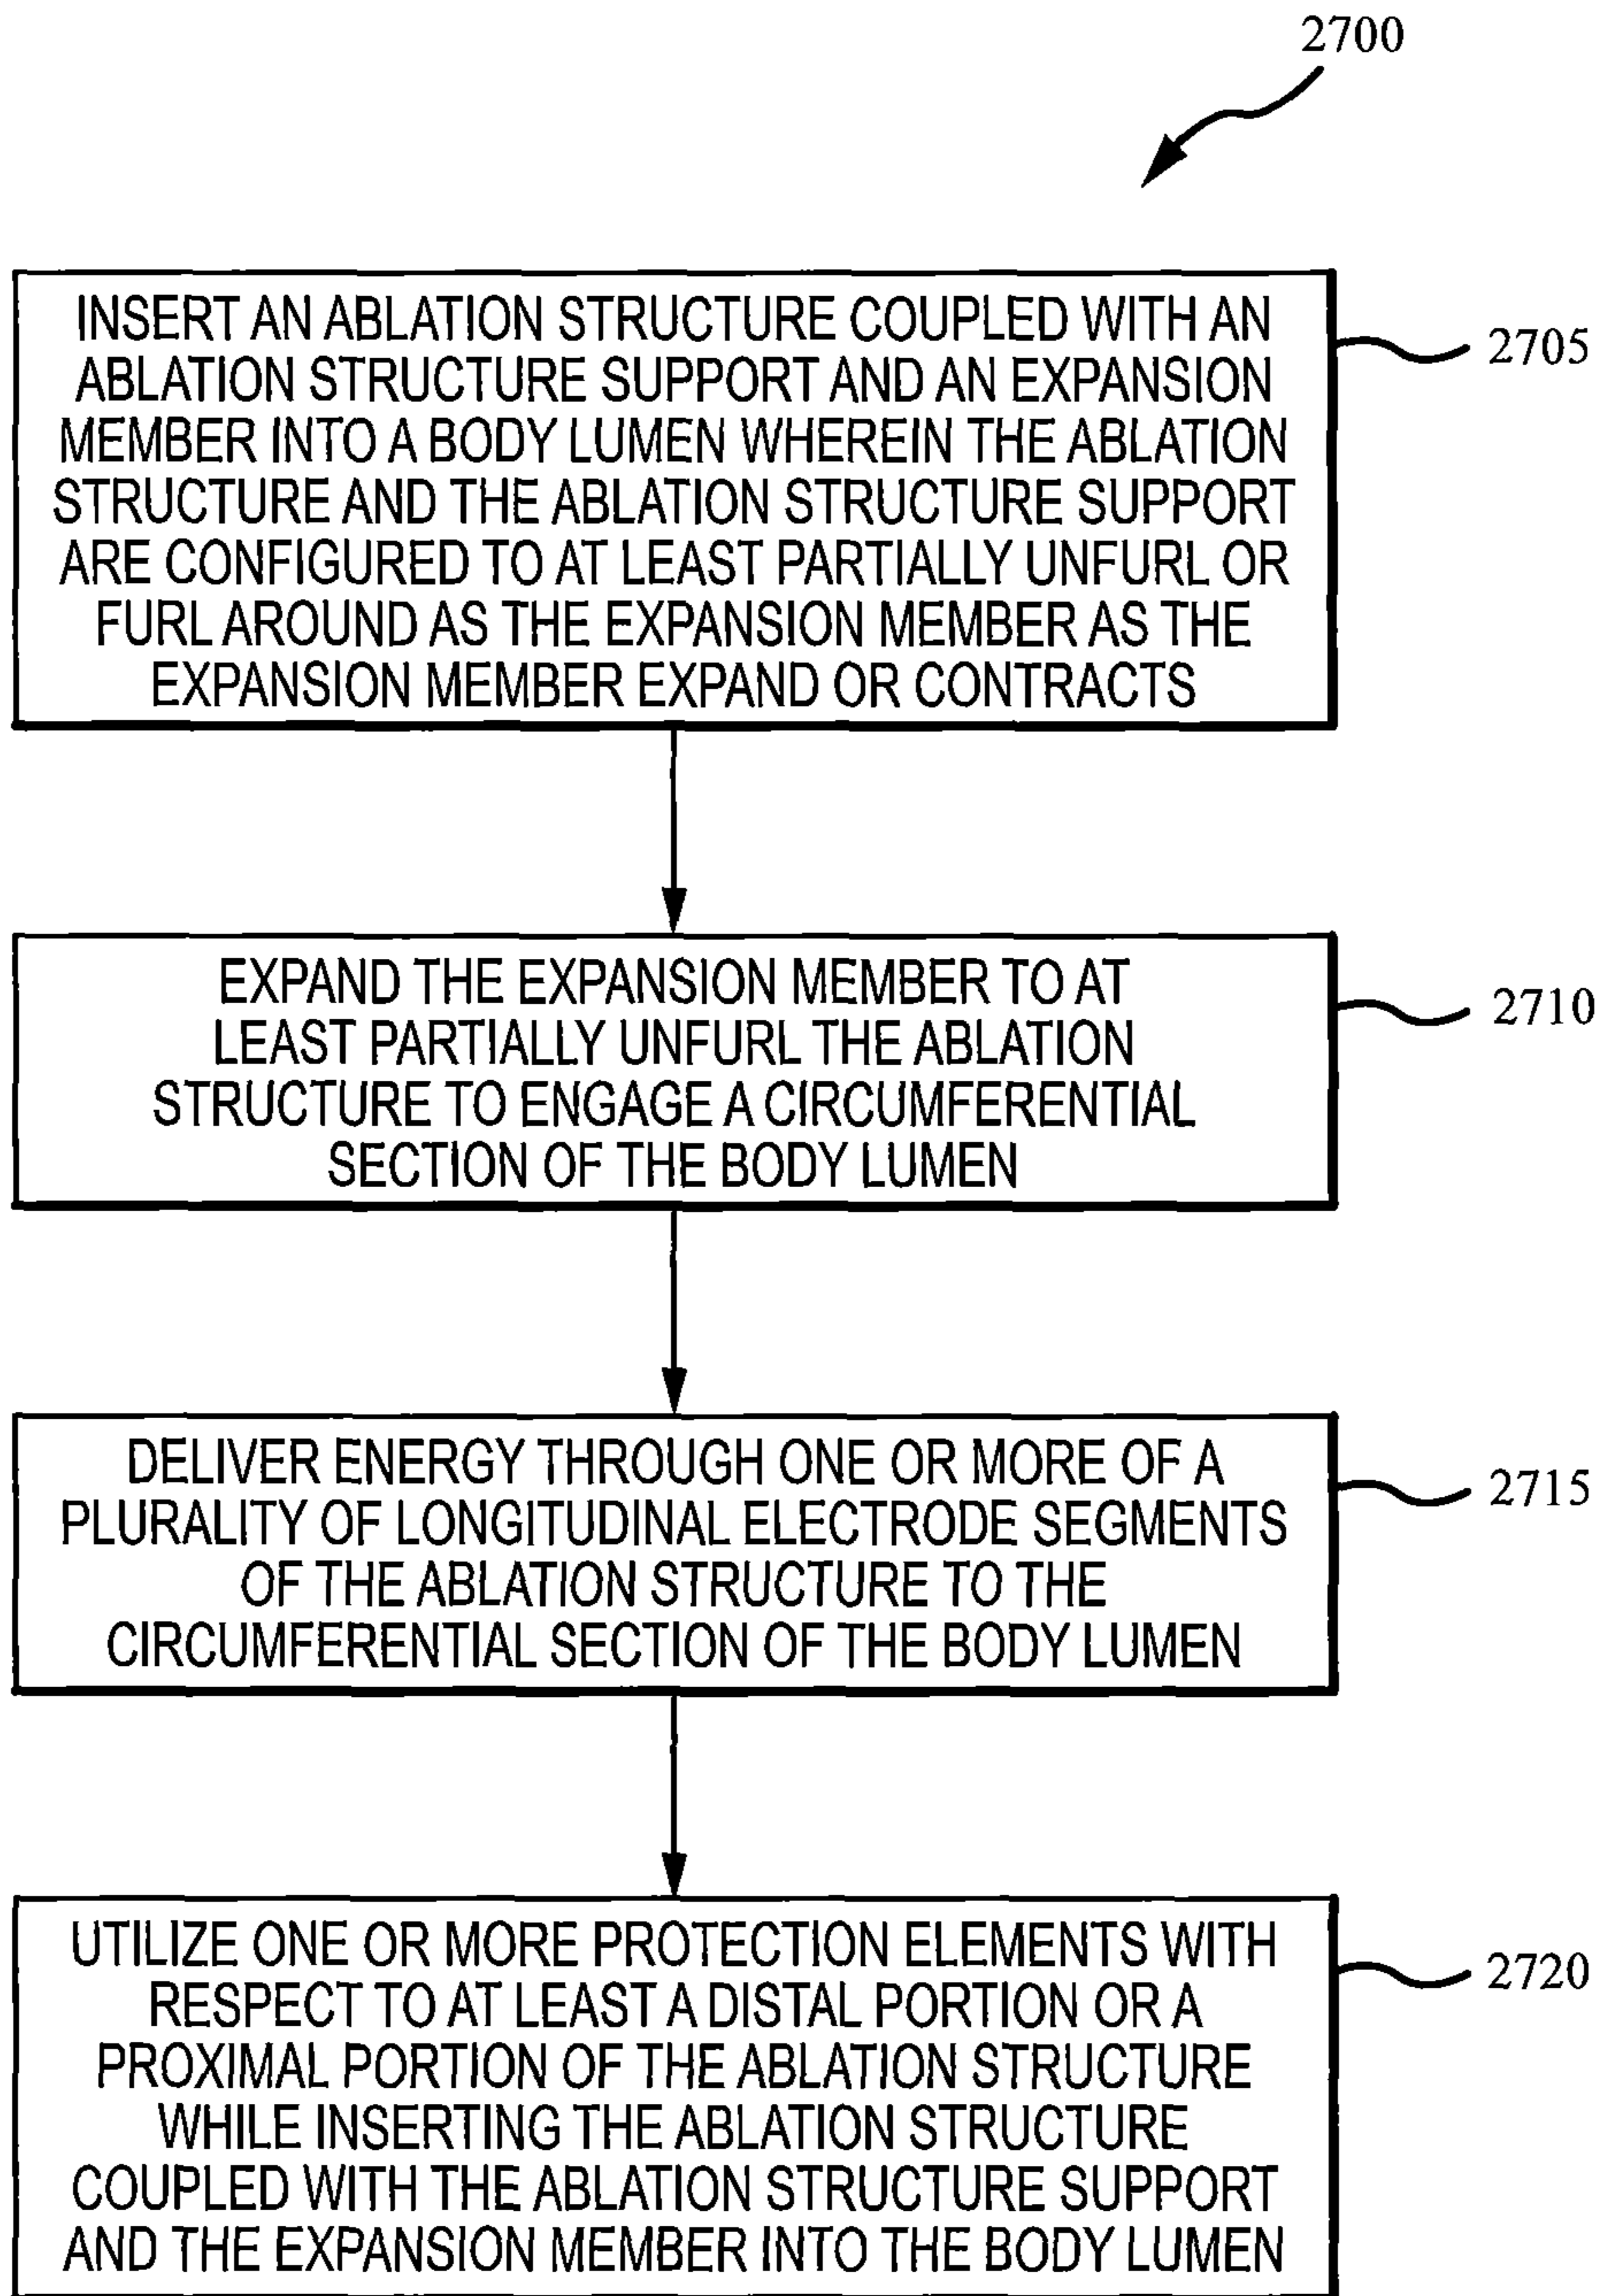 2700
INSERT AN ABLATION STRUCTURE COUPLED WITH AN
ABLATION STRUCTURE SUPPORT AND AN EXPANSION
MEMBER INTO A BODY LUMEN WHEREIN THE ABLATION
STRUCTURE AND THE ABLATION STRUCTURE SUPPORT
ARE CONFIGURED TO AT LEAST PARTIALLY UNFURL OR
FURL AROUND AS THE EXPANSION MEMBER AS THE
EXPANSION MEMBER EXPAND OR CONTRACTS
2705
EXPAND THE EXPANSION MEMBER TO AT
LEAST PARTIALLY UNFURL THE ABLATION
STRUCTURE TO ENGAGE A CIRCUMFERENTIAL
SECTION OF THE BODY LUMEN
2710
DELIVER ENERGY THROUGH ONE OR MORE OF A
PLURALITY OF LONGITUDINAL ELECTRODE SEGMENTS
OF THE ABLATION STRUCTURE TO THE
CIRCUMFERENTIAL SECTION OF THE BODY LUMEN
2715
UTILIZE ONE OR MORE PROTECTION ELEMENTS WITH
RESPECT TO AT LEAST A DISTAL PORTION OR A
PROXIMAL PORTION OF THE ABLATION STRUCTURE
WHILE INSERTING THE ABLATION STRUCTURE
COUPLED WITH THE ABLATION STRUCTURE SUPPORT
AND THE EXPANSION MEMBER INTO THE BODY LUMEN
2720